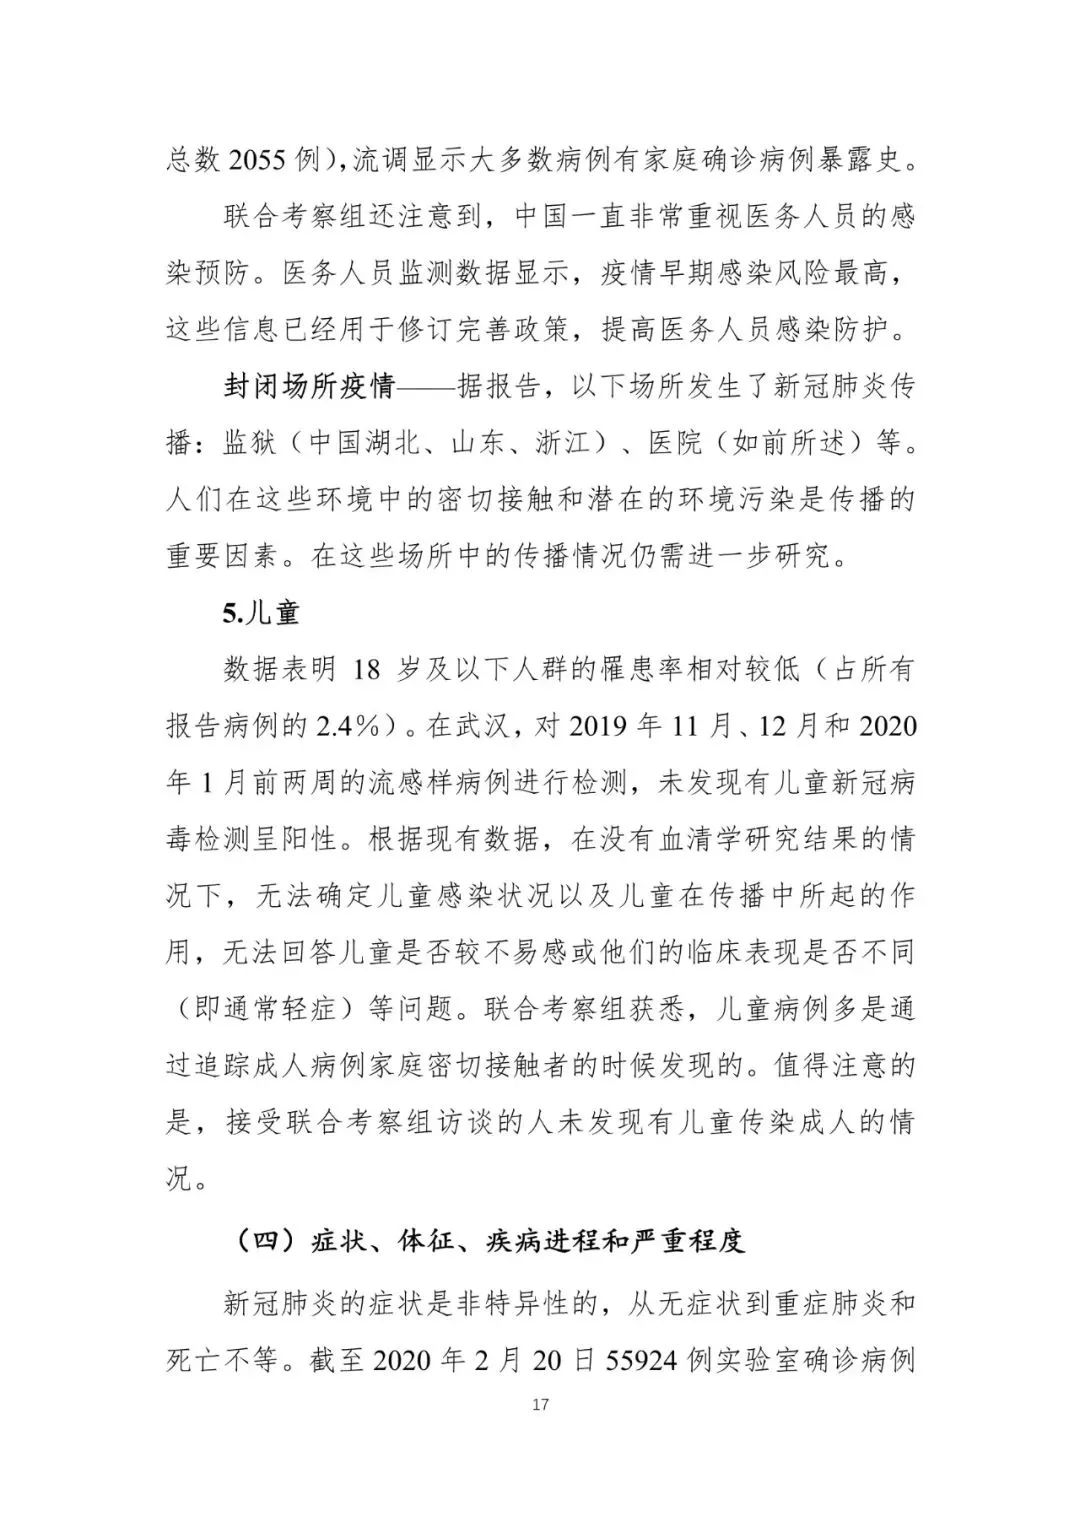 总数 2055 例），流调显示大多数病例有家庭确诊病例暴露史。
联合考察组还注意到，中国一直非常重视医务人员的感
染预防。医务人员监测数据显示，疫情早期感染风险最高，
这些信息已经用于修订完善政策，提高医务人员感染防护。
封闭场所疫情——据报告，以下场所发生了新冠肺炎传
播：监狱（中国湖北、山东、浙江）、医院（如前所述）等。
人们在这些环境中的密切接触和潜在的环境污染是传播的
重要因素。在这些场所中的传播情况仍需进一步研究。
5.儿童
数据表明 18 岁及以下人群的罹患率相对较低（占所有
报告病例的 2.4%）。在武汉，对 2019 年 11 月、12 月和 2020
年 1 月前两周的流感样病例进行检测，未发现有儿童新冠病
毒检测呈阳性。根据现有数据，在没有血清学研究结果的情
况下，无法确定儿童感染状况以及儿童在传播中所起的作
用，无法回答儿童是否较不易感或他们的临床表现是否不同
（即通常轻症）等问题。联合考察组获悉，儿童病例多是通
过追踪成人病例家庭密切接触者的时候发现的。值得注意的
是，接受联合考察组访谈的人未发现有儿童传染成人的情
况。
（四）症状、体征、疾病进程和严重程度
新冠肺炎的症状是非特异性的，从无症状到重症肺炎和
死亡不等。截至 2020 年 2 月 20 日 55924 例实验室确诊病例
17